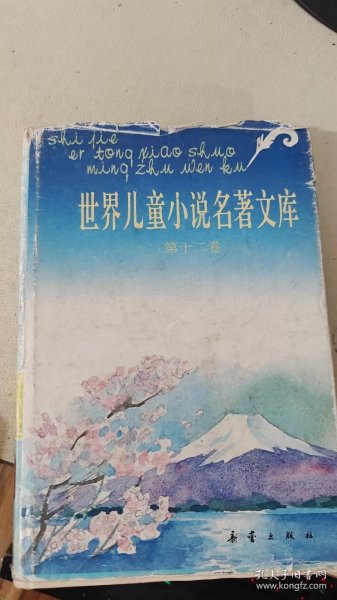 shi jie
er tong xiao shuo
ming zhu wen ku
世界儿童小说名著文库
第十二卷
新蕾出版社
孔夫子旧书网
www.kongfz.com